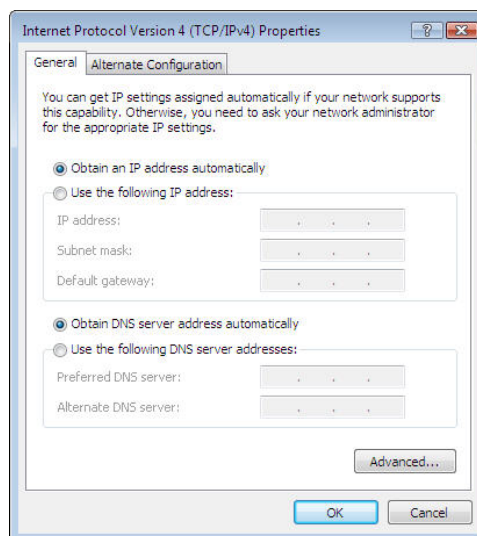 Internet Protocol Version 4 (TCP/IPv4) Properties
General
Alternate Configuration
You can get IP settings assigned automatically if your network supports
this capability. Otherwise, you need to ask your network administrator
for the appropriate IP settings.
Obtain an IP address automatically
Use the following IP address:
IP address:
Subnet mask:
Default gateway:
Obtain DNS server address automatically
Use the following DNS server addresses:
Preferred DNS server:
Alternate DNS server:
Advanced...
OK
Cancel